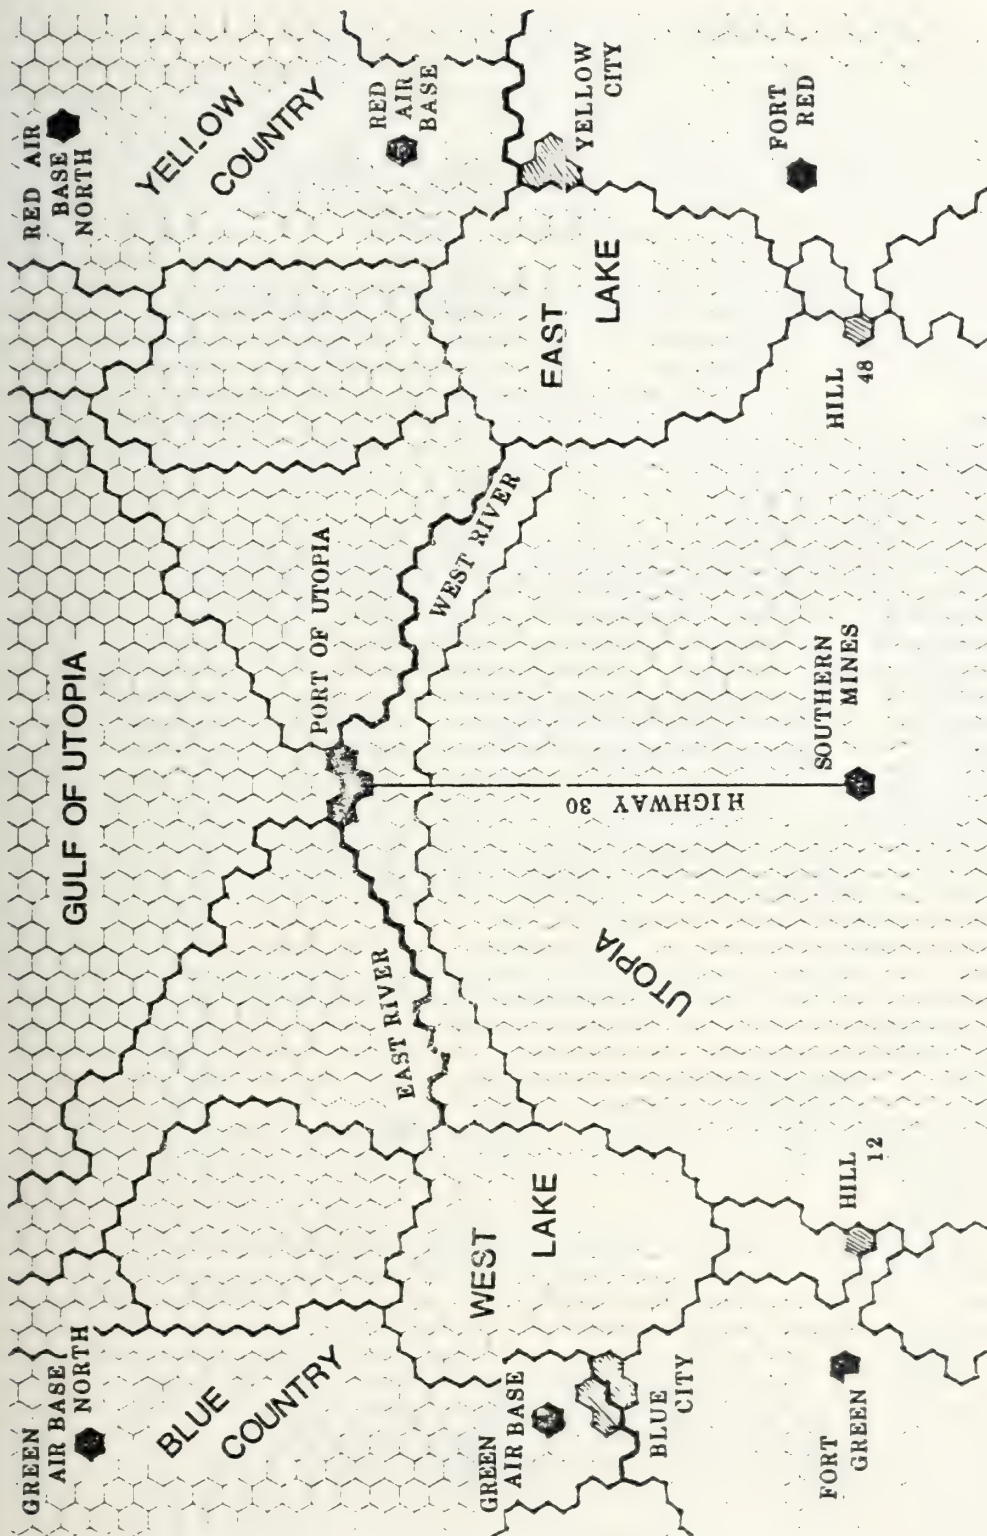 GREEN
AIR BASE
NORTH
GULF OF UTOPIA
RED AIR
BASE
NORTH
BLUE
COUNTRY
YELLOW
COUNTRY
PORT OF UTOPIA
EAST RIVER
WEST RIVER
RED
AIR
BASE
GREEN
AIR BASE
WEST
LAKE
EAST
LAKE
YELLOW
CITY
BLUE
CITY
UTOPIA
HIGHWAY 30
FORT
GREEN
HILL
12
SOUTHERN
MINES
HILL
48
FORT
RED